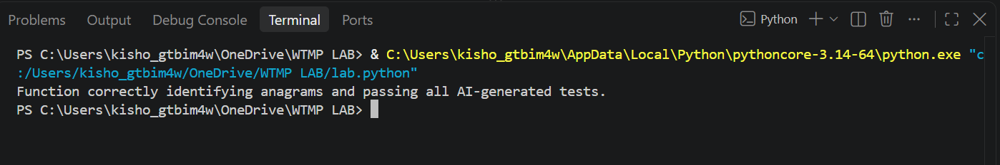 Problems Output Debug Console Terminal Ports Python
PS C:\Users\kisho_gtbim4w\OneDrive\WTMP LAB> & C:\Users\kisho_gtbim4w\AppData\Local\Python\pythoncore-3.14-64\python.exe "c
:/Users/kisho_gtbim4w/OneDrive/WTMP LAB/lab.python"
Function correctly identifying anagrams and passing all AI-generated tests.
PS C:\Users\kisho_gtbim4w\OneDrive\WTMP LAB>